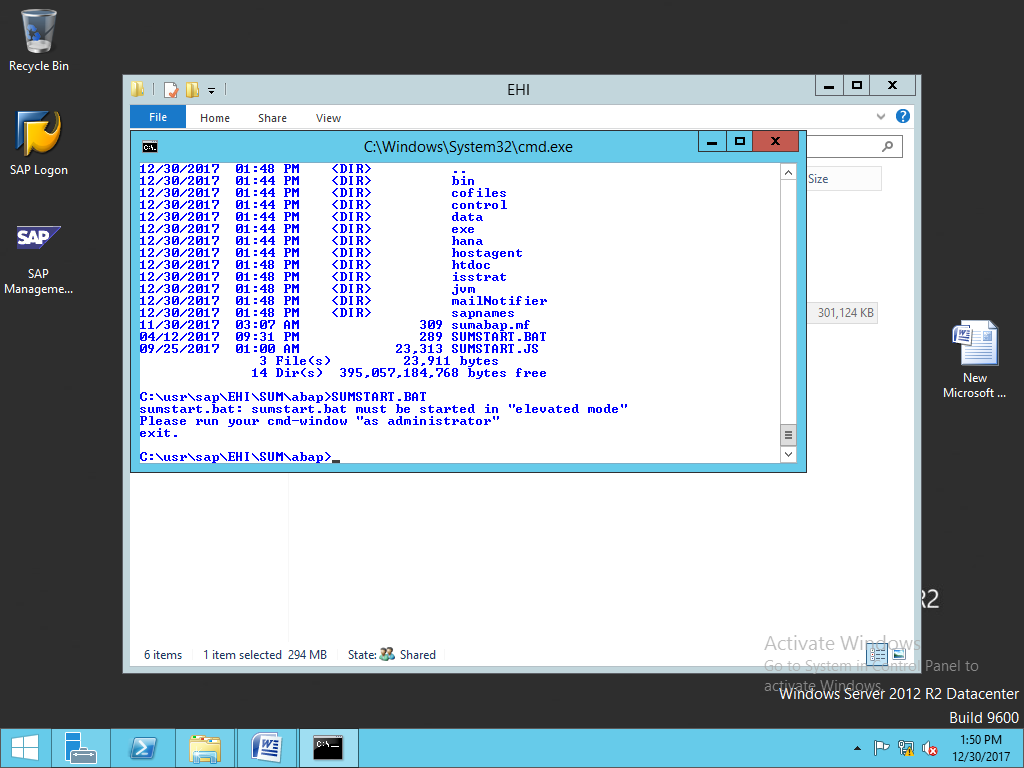 Recycle Bin
SAP Logon
SAP
SAP
Manageme...
EHI
File Home Share View
C:\Windows\System32\cmd.exe
Size
12/30/2017 01:48 PM <DIR> ..
12/30/2017 01:44 PM <DIR> bin
12/30/2017 01:44 PM <DIR> cofiles
12/30/2017 01:44 PM <DIR> control
12/30/2017 01:44 PM <DIR> data
12/30/2017 01:44 PM <DIR> exe
12/30/2017 01:44 PM <DIR> hana
12/30/2017 01:44 PM <DIR> hostagent
12/30/2017 01:48 PM <DIR> htdoc
12/30/2017 01:48 PM <DIR> isstrat
12/30/2017 01:48 PM <DIR> jvm
12/30/2017 01:48 PM <DIR> mailNotifier
12/30/2017 01:48 PM <DIR> sapnames
11/30/2017 03:07 AM 309 sumabap.mf
04/12/2017 09:31 PM 289 SUMSTART.BAT
09/25/2017 01:00 AM 23,313 SUMSTART.JS
3 File(s) 23,911 bytes
14 Dir(s) 395,057,184,768 bytes free
C:\usr\sap\EHI\SUM\abap>SUMSTART.BAT
sumstart.bat: sumstart.bat must be started in "elevated mode"
Please run your cmd-window "as administrator"
exit.
C:\usr\sap\EHI\SUM\abap>_
301,124 KB
New
Microsoft ...
R2
6 items 1 item selected 294 MB State: Shared
Activate Windows
Go to System in Control Panel to
activate Windows.
Windows Server 2012 R2 Datacenter
Build 9600
1:50 PM
12/30/2017